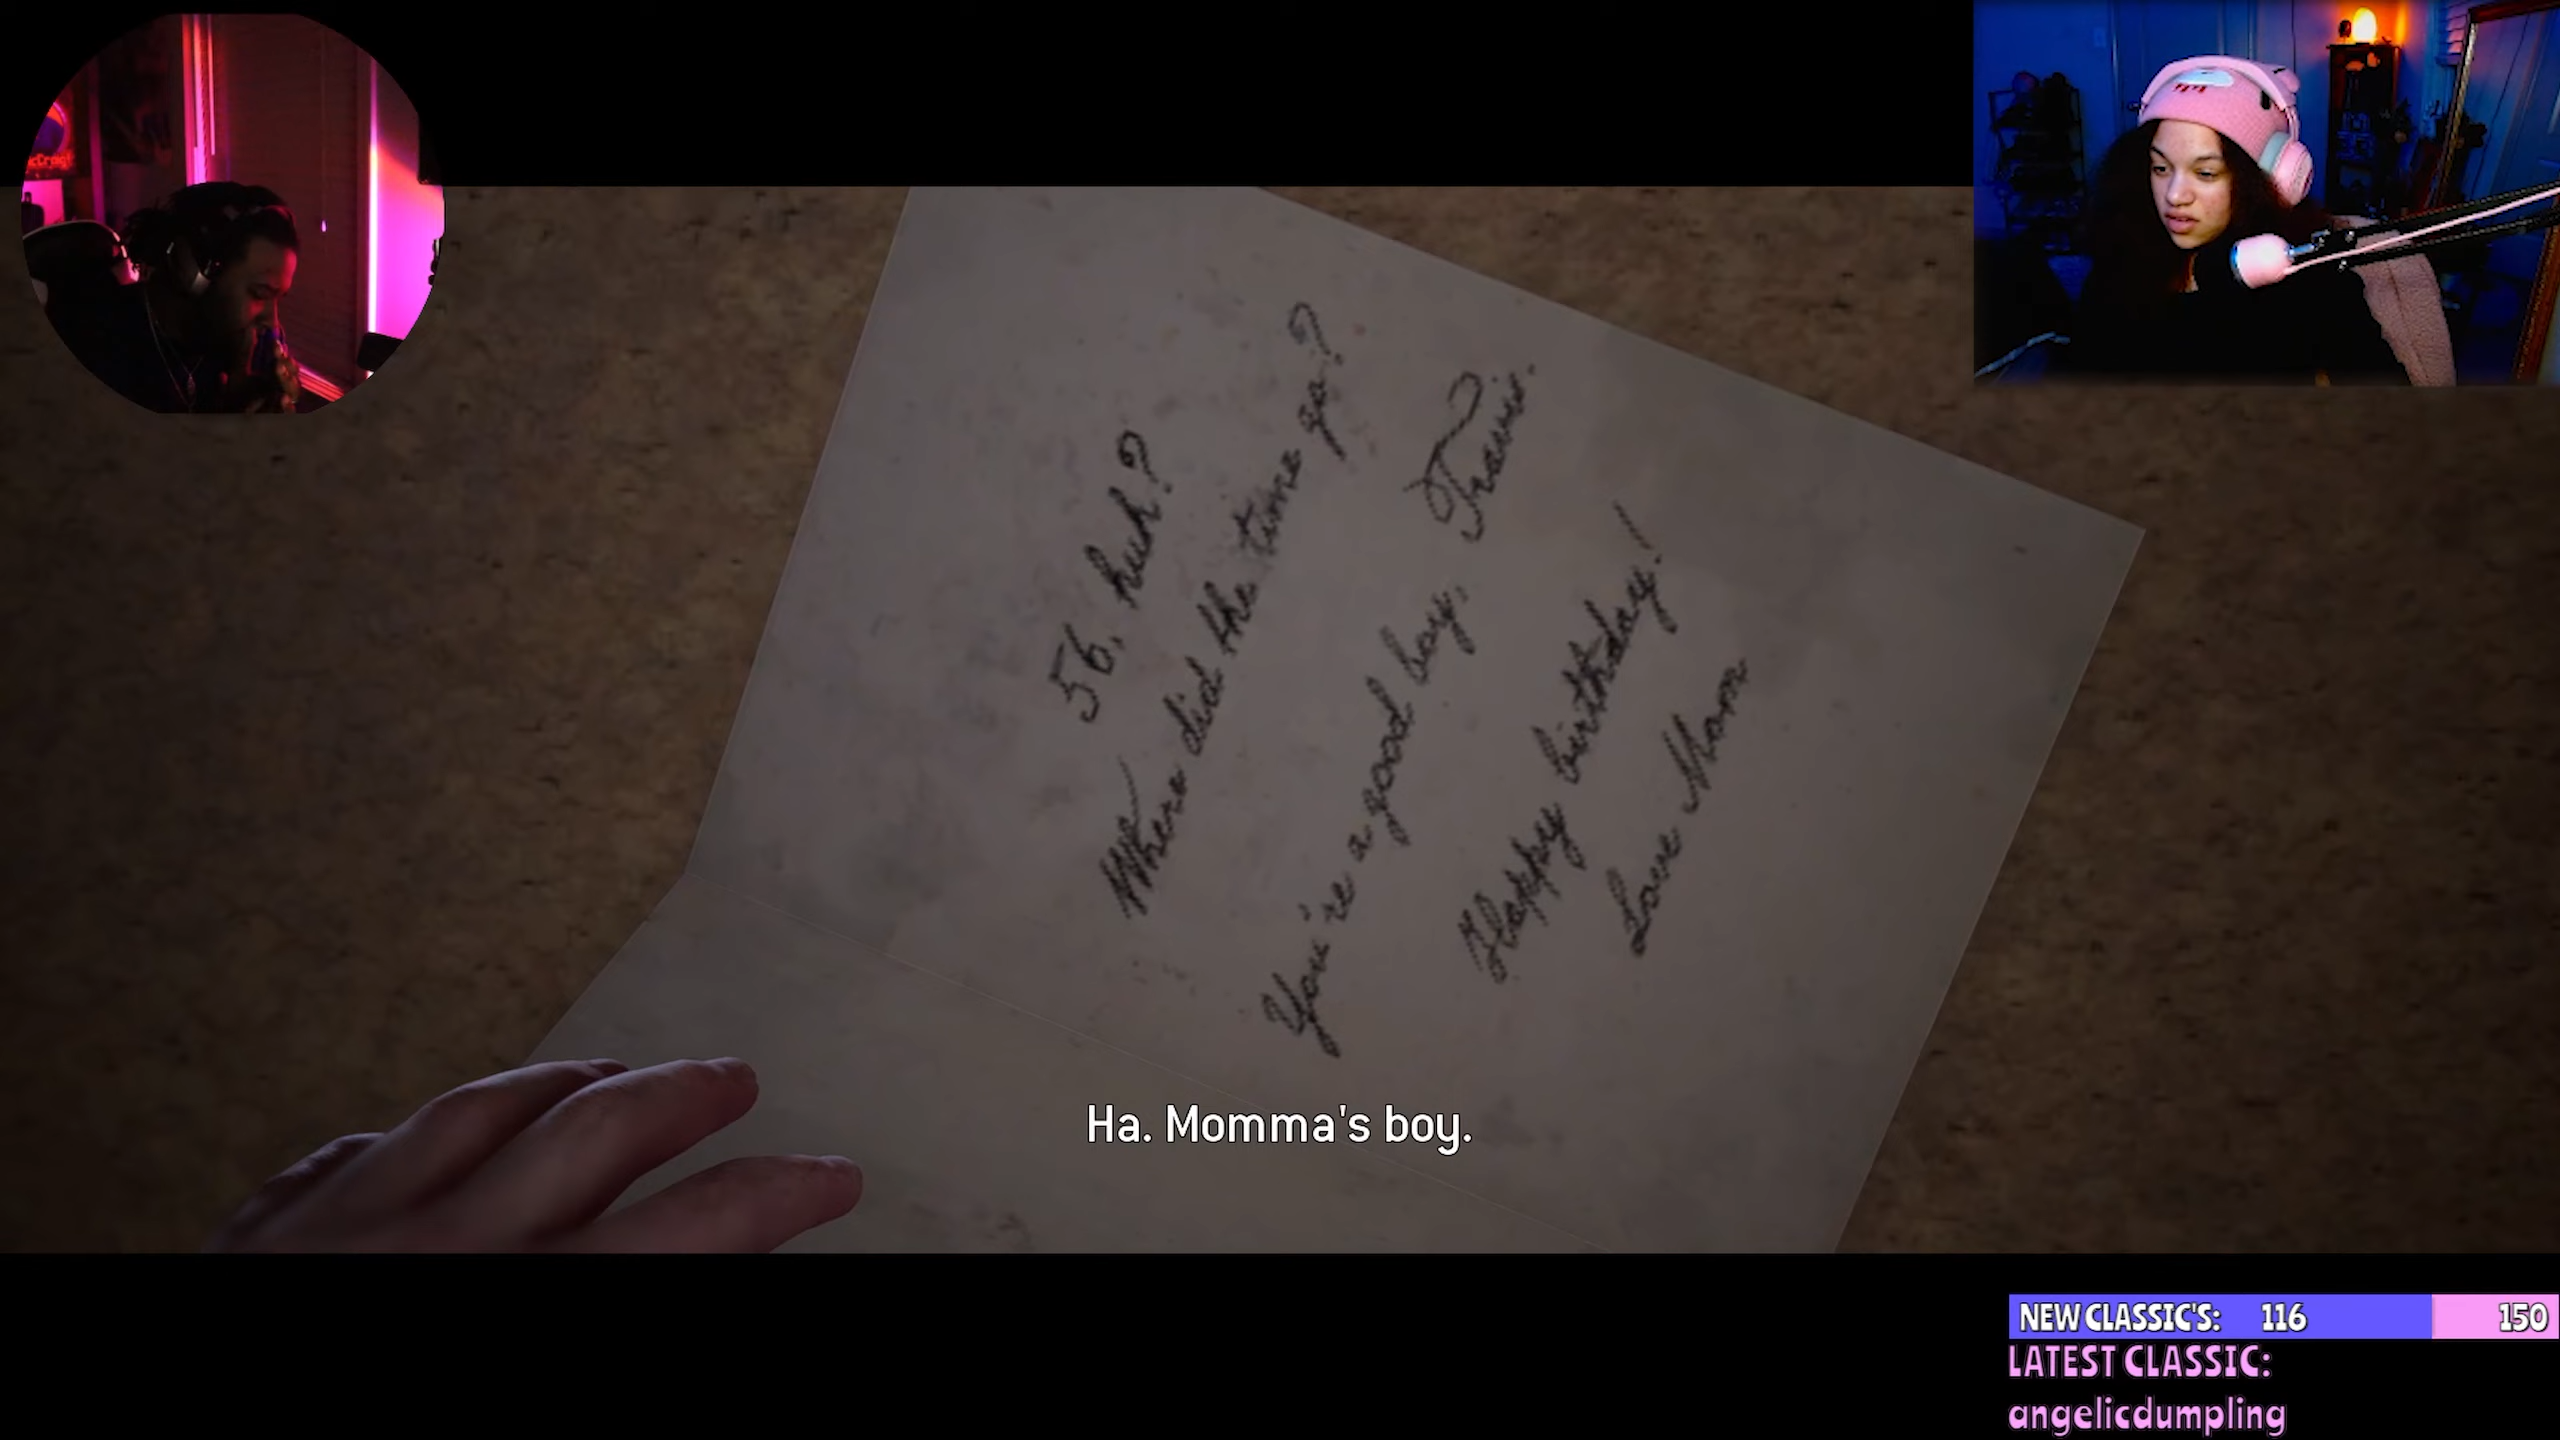 56, huh?
Where did the time go?
You're a good boy, Travis.
Happy birthday!
Love Mom
Ha. Momma's boy.
NEW CLASSIC'S: 116 150
LATEST CLASSIC:
angelicdumpling